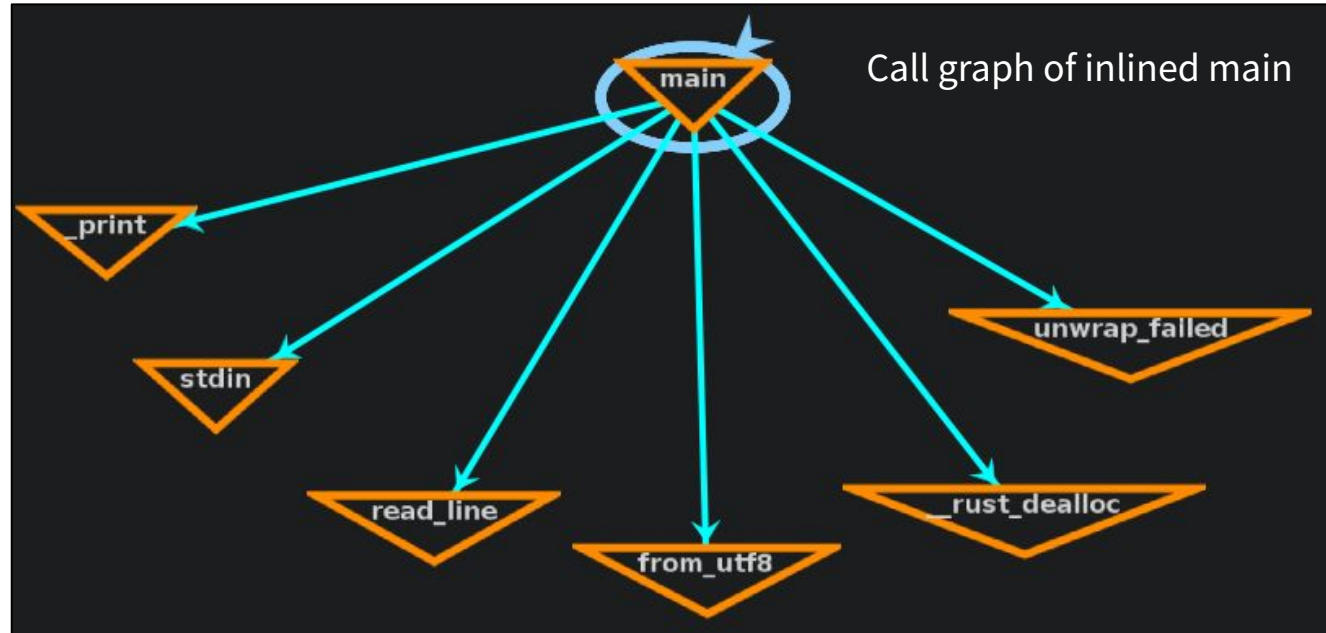 Call graph of inlined main
main
_print
unwrap_failed
stdin
read_line
__rust_dealloc
from_utf8